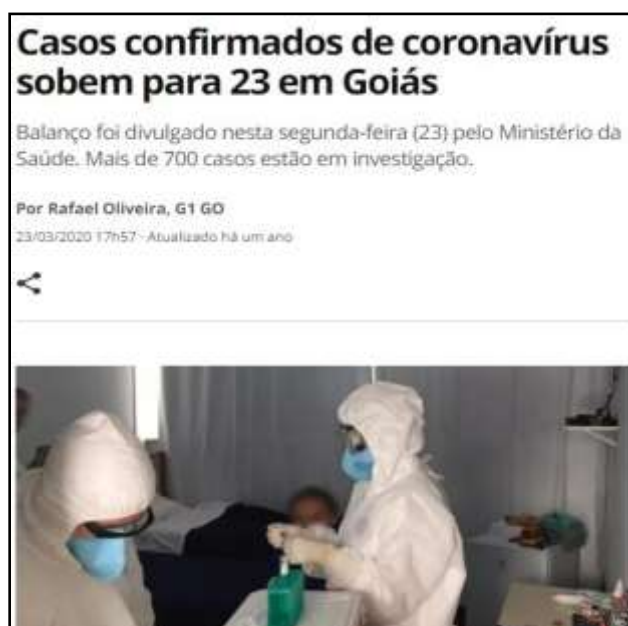 Casos confirmados de coronavírus
sobem para 23 em Goiás
Balanço foi divulgado nesta segunda-feira (23) pelo Ministério da
Saúde. Mais de 700 casos estão em investigação.
Por Rafael Oliveira, G1 GO
23/03/2020 17h57 - Atualizado há um ano